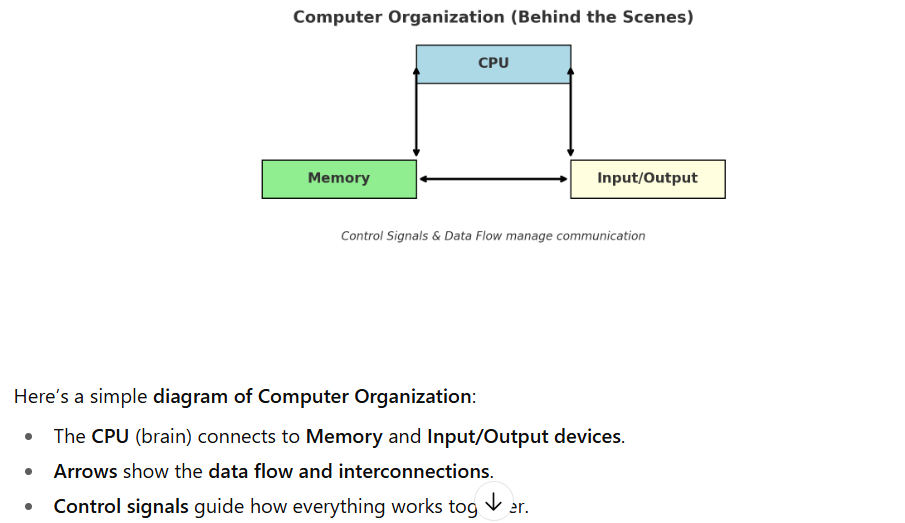 Computer Organization (Behind the Scenes)
CPU
Memory
Input/Output
Control Signals & Data Flow manage communication
Here’s a simple diagram of Computer Organization:
The CPU (brain) connects to Memory and Input/Output devices.
Arrows show the data flow and interconnections.
Control signals guide how everything works